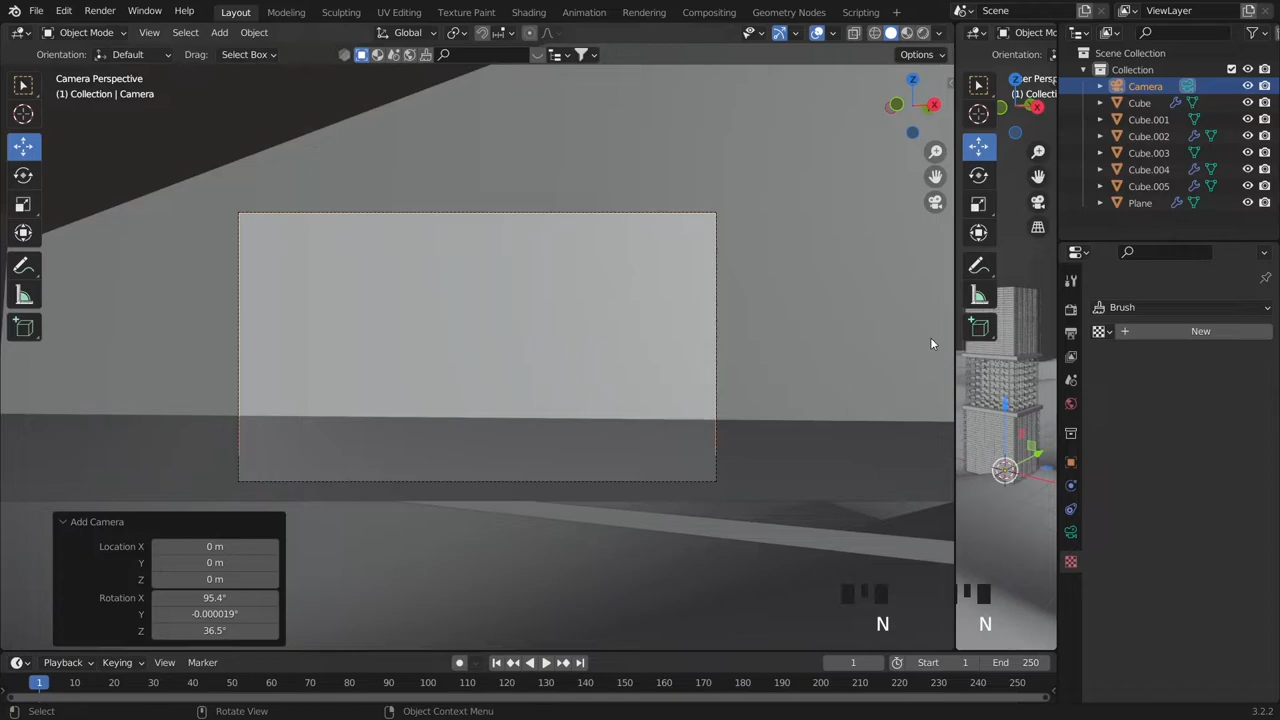 File Edit Render Window Help Layout Modeling Sculpting UV Editing Texture Paint Shading Animation Rendering Compositing Geometry Nodes Scripting Scene ViewLayer
Object Mode View Select Add Object Global Object Mo
Orientation: Default Drag: Select Box Options Orientation: Scene Collection
Camera Perspective
(1) Collection | Camera
Z
X
er Persp
(1) Collecti
Z
X
Collection
Camera
Cube
Cube.001
Cube.002
Cube.003
Cube.004
Cube.005
Plane
Brush
New
Add Camera
Location X 0 m
Y 0 m
Z 0 m
Rotation X 95.4°
Y -0.000019°
Z 36.5°
N
N
Playback Keying View Marker 1 Start 1 End 250
1 10 20 30 40 50 60 70 80 90 100 110 120 130 140 150 160 170 180 190 200 210 220 230 240 250
Select Rotate View Object Context Menu 3.2.2